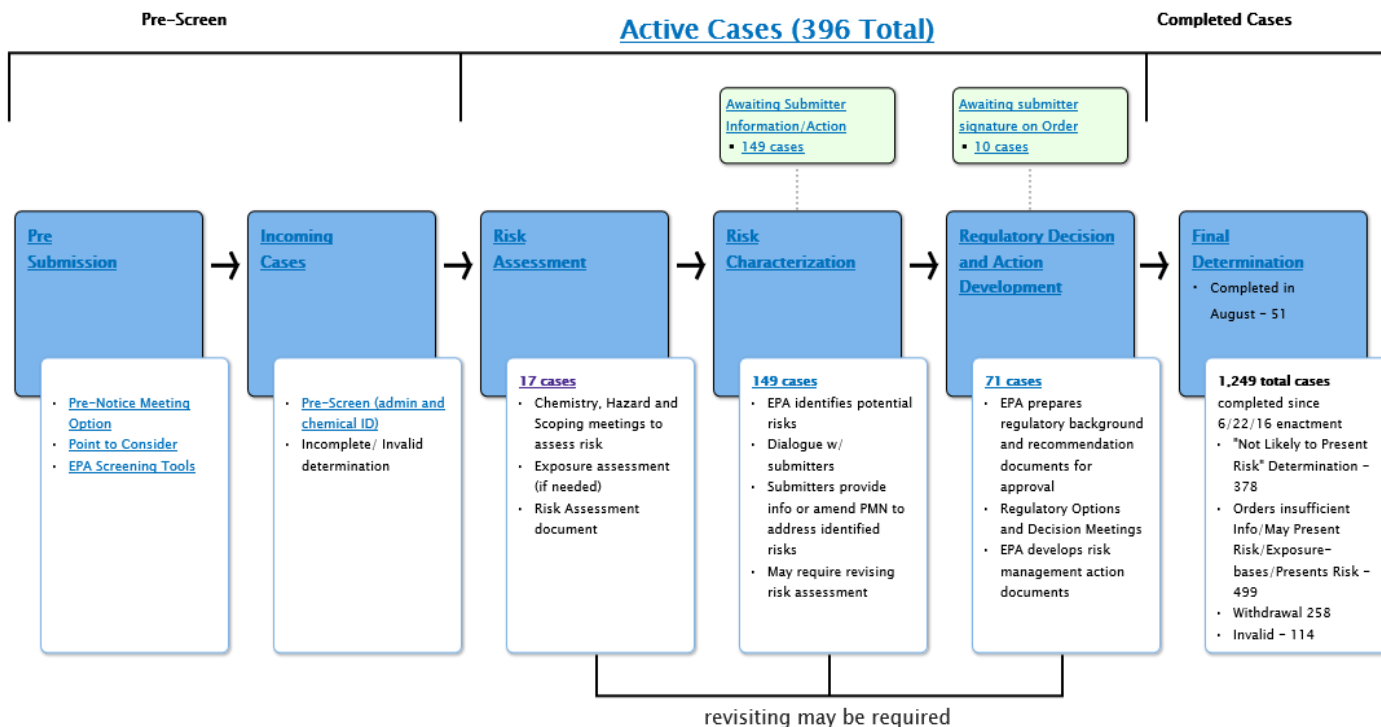 Pre-Screen
Active Cases (396 Total)
Completed Cases
Awaiting Submitter
Information/Action
▪ 149 cases
Awaiting submitter
signature on Order
▪ 10 cases
Pre
Submission
Incoming
Cases
Risk
Assessment
Risk
Characterization
Regulatory Decision
and Action
Development
Final
Determination
• Completed in
August – 51
• Pre-Notice Meeting
Option
• Point to Consider
• EPA Screening Tools
• Pre-Screen (admin and
chemical ID)
• Incomplete/ Invalid
determination
17 cases
• Chemistry, Hazard and
Scoping meetings to
assess risk
• Exposure assessment
(if needed)
• Risk Assessment
document
149 cases
• EPA identifies potential
risks
• Dialogue w/
submitters
• Submitters provide
info or amend PMN to
address identified
risks
• May require revising
risk assessment
71 cases
• EPA prepares
regulatory background
and recommendation
documents for
approval
• Regulatory Options
and Decision Meetings
• EPA develops risk
management action
documents
1,249 total cases
completed since
6/22/16 enactment
• "Not Likely to Present
Risk" Determination –
378
• Orders insufficient
Info/May Present
Risk/Exposure-
bases/Presents Risk –
499
• Withdrawal 258
• Invalid – 114
revisiting may be required